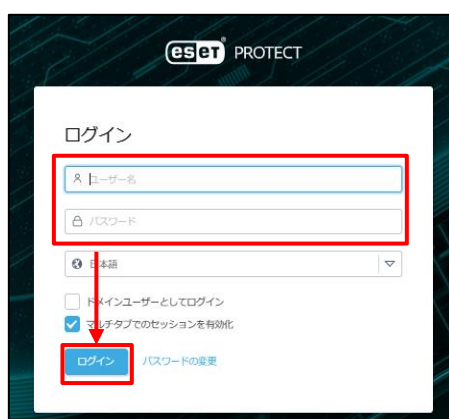 eseT PROTECT
ログイン
ユーザー名
パスワード
日本語
ドメインユーザーとしてログイン
マルチタブでのセッションを有効化
ログイン パスワードの変更